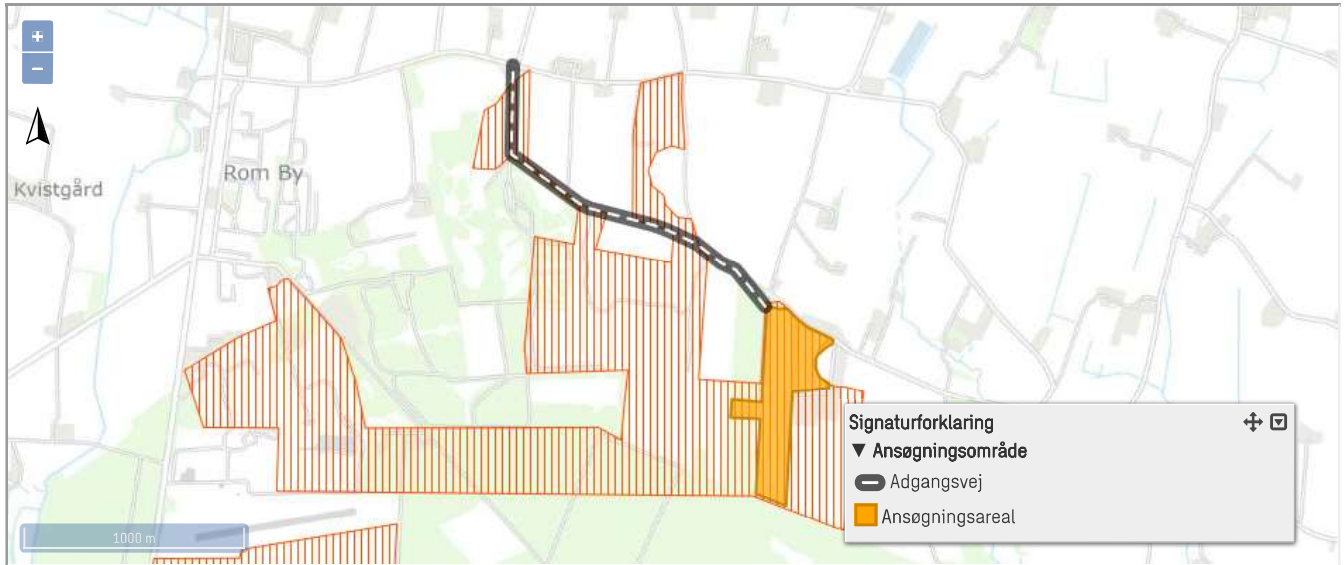 +
−
Rom By
Kvistgård
Signaturforklaring
▼ Ansøgningsområde
Adgangsvej
Ansøgningsareal
1000 m